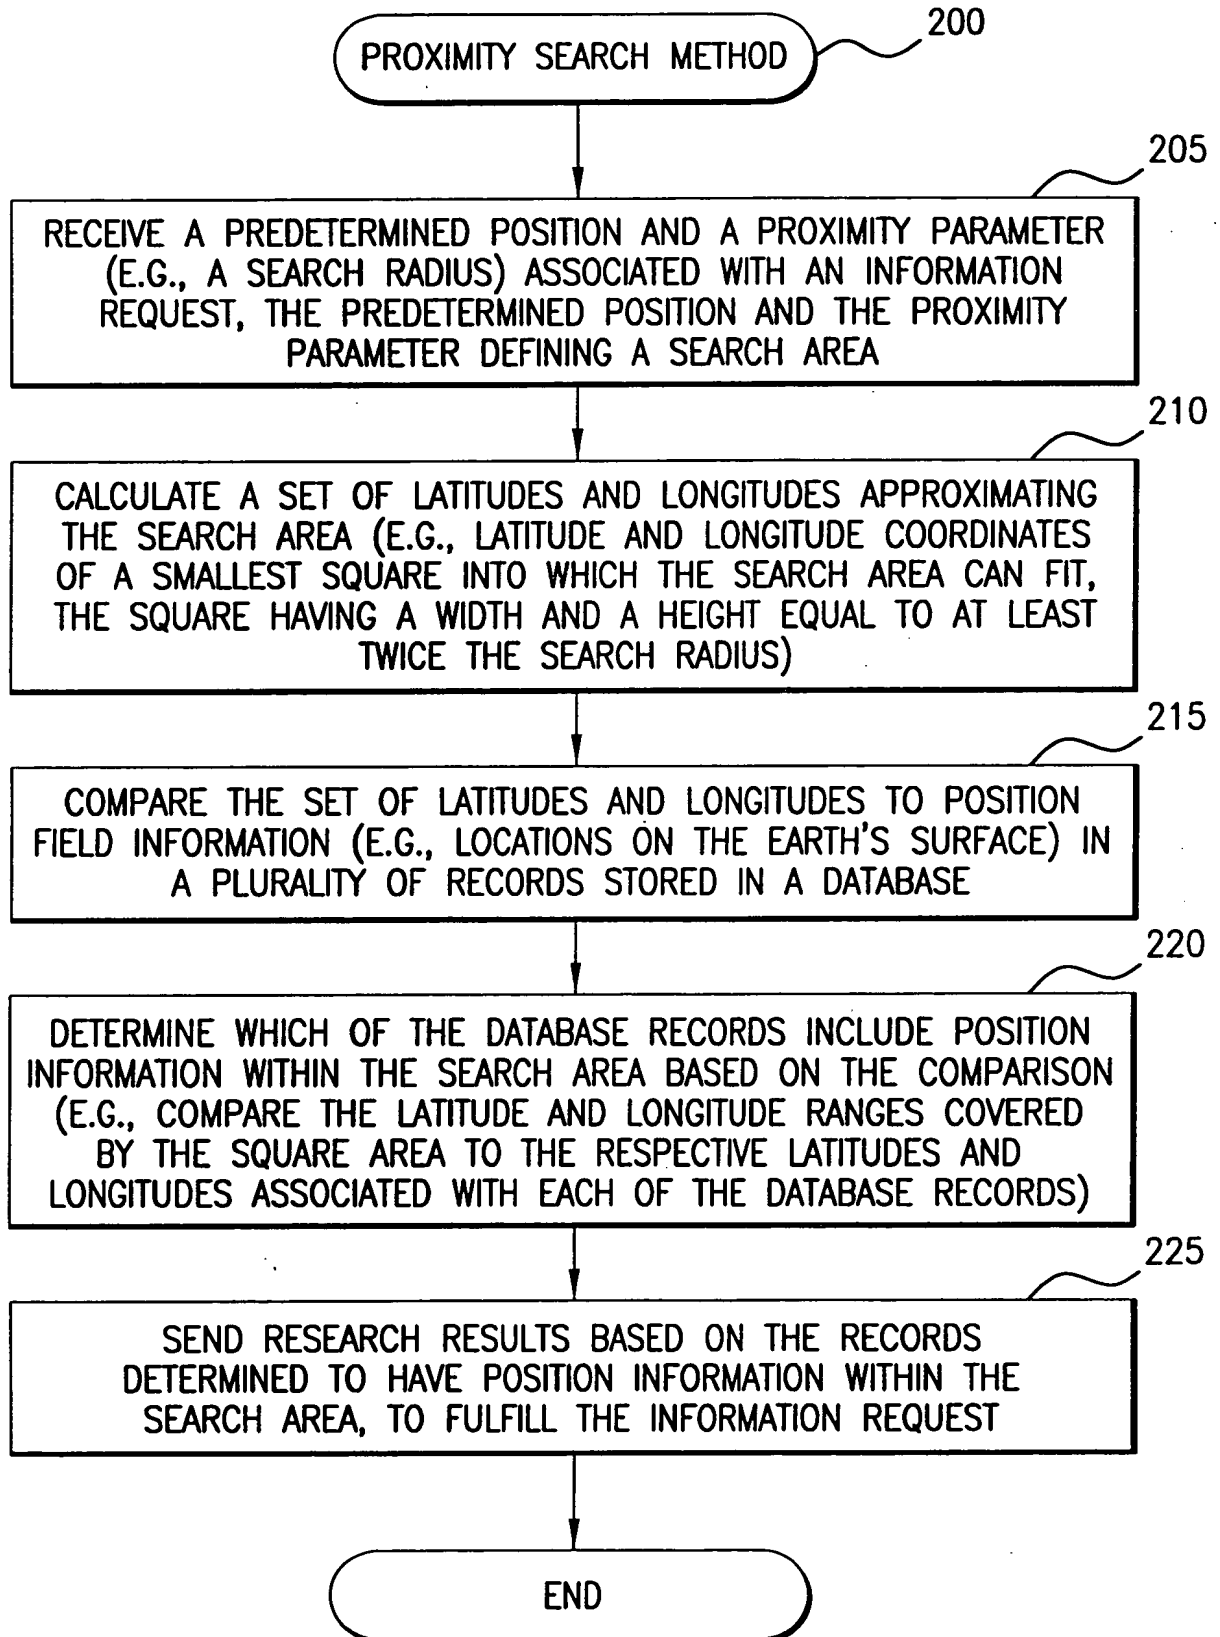 200
PROXIMITY SEARCH METHOD
205
RECEIVE A PREDETERMINED POSITION AND A PROXIMITY PARAMETER
(E.G., A SEARCH RADIUS) ASSOCIATED WITH AN INFORMATION
REQUEST, THE PREDETERMINED POSITION AND THE PROXIMITY
PARAMETER DEFINING A SEARCH AREA
210
CALCULATE A SET OF LATITUDES AND LONGITUDES APPROXIMATING
THE SEARCH AREA (E.G., LATITUDE AND LONGITUDE COORDINATES
OF A SMALLEST SQUARE INTO WHICH THE SEARCH AREA CAN FIT,
THE SQUARE HAVING A WIDTH AND A HEIGHT EQUAL TO AT LEAST
TWICE THE SEARCH RADIUS)
215
COMPARE THE SET OF LATITUDES AND LONGITUDES TO POSITION
FIELD INFORMATION (E.G., LOCATIONS ON THE EARTH'S SURFACE) IN
A PLURALITY OF RECORDS STORED IN A DATABASE
220
DETERMINE WHICH OF THE DATABASE RECORDS INCLUDE POSITION
INFORMATION WITHIN THE SEARCH AREA BASED ON THE COMPARISON
(E.G., COMPARE THE LATITUDE AND LONGITUDE RANGES COVERED
BY THE SQUARE AREA TO THE RESPECTIVE LATITUDES AND
LONGITUDES ASSOCIATED WITH EACH OF THE DATABASE RECORDS)
225
SEND RESEARCH RESULTS BASED ON THE RECORDS
DETERMINED TO HAVE POSITION INFORMATION WITHIN THE
SEARCH AREA, TO FULFILL THE INFORMATION REQUEST
END